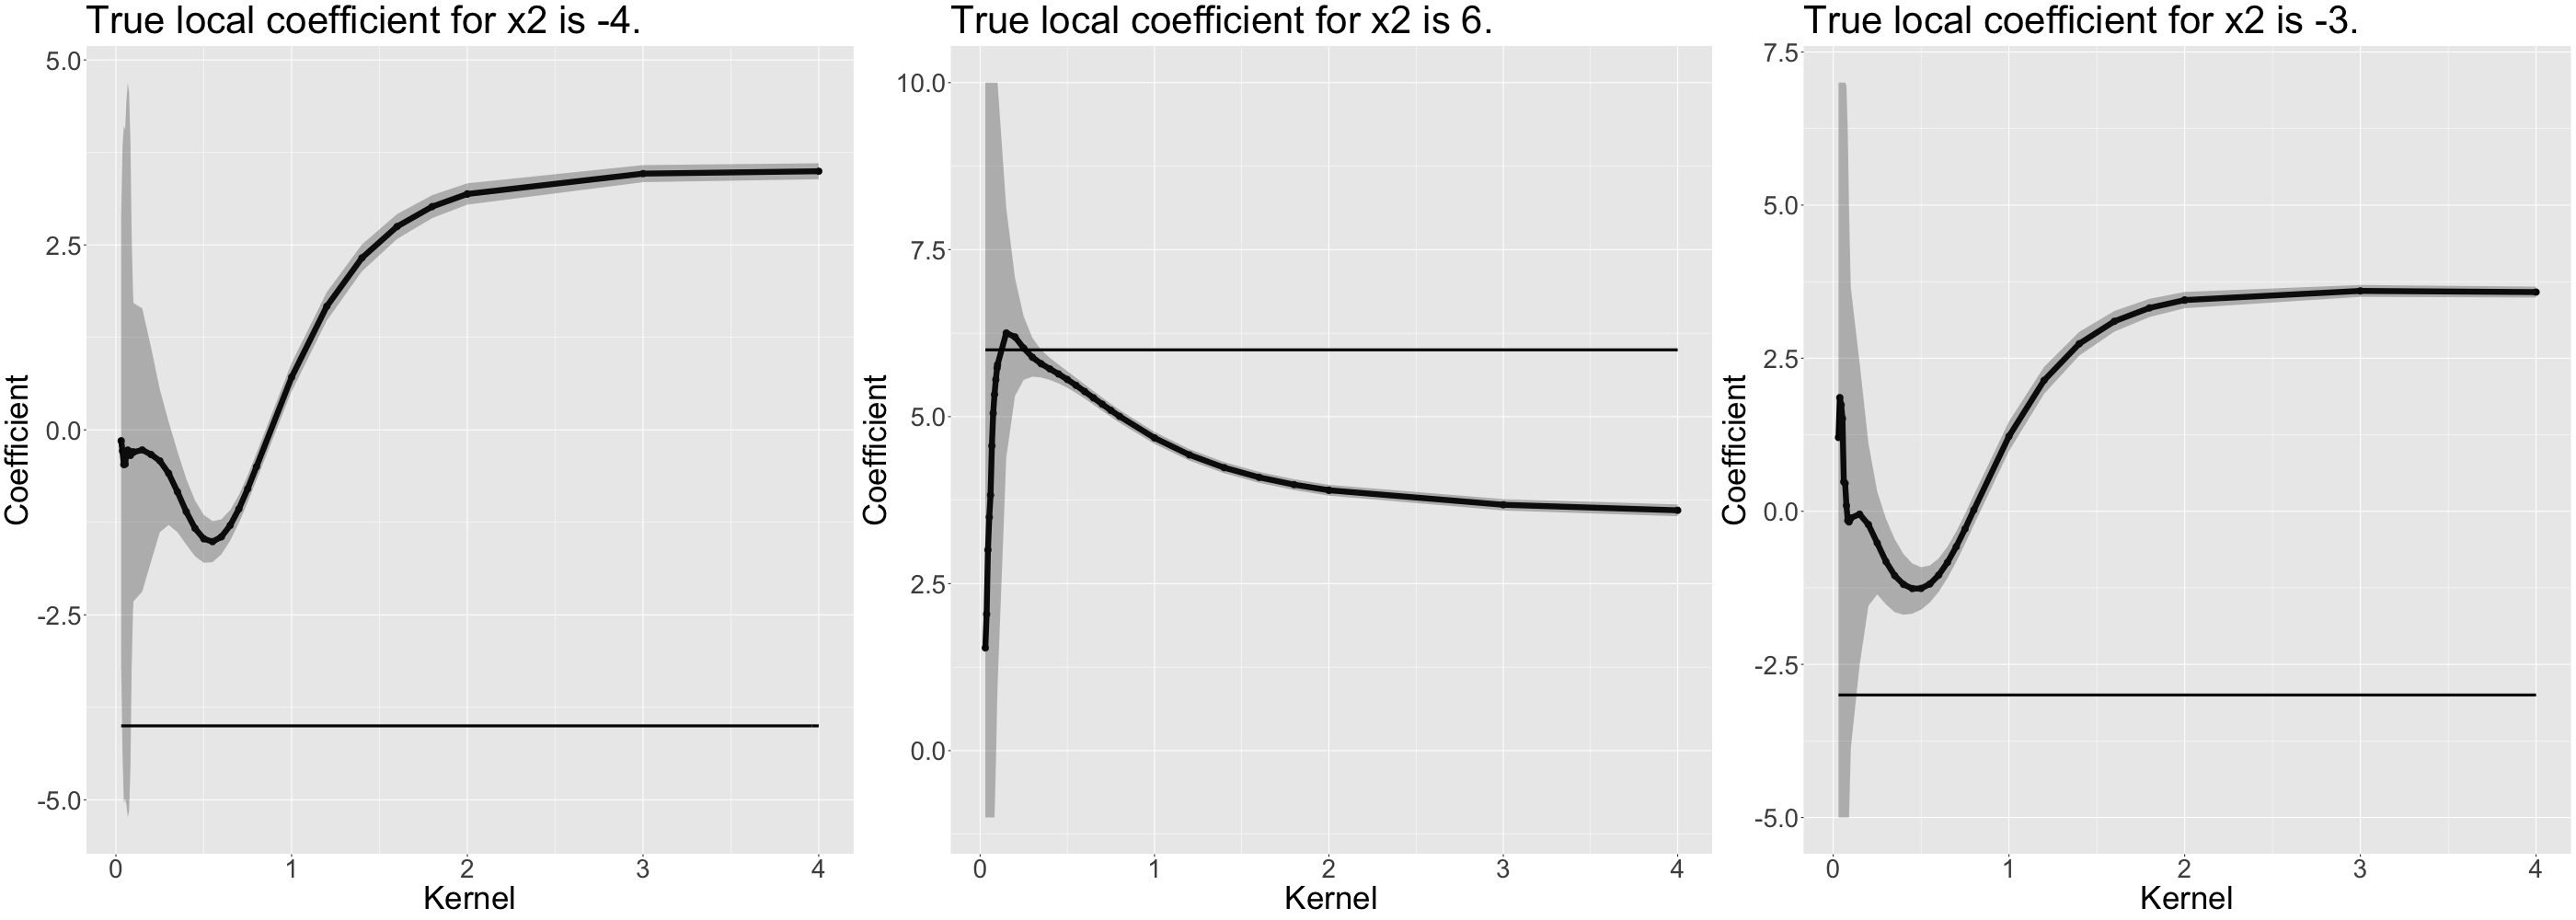 True local coefficient for x2 is -4.
5.0
2.5
0.0
-2.5
-5.0
Coefficient
0 1 2 3 4
Kernel
True local coefficient for x2 is 6.
10.0
7.5
5.0
2.5
0.0
Coefficient
0 1 2 3 4
Kernel
True local coefficient for x2 is -3.
7.5
5.0
2.5
0.0
-2.5
-5.0
Coefficient
0 1 2 3 4
Kernel